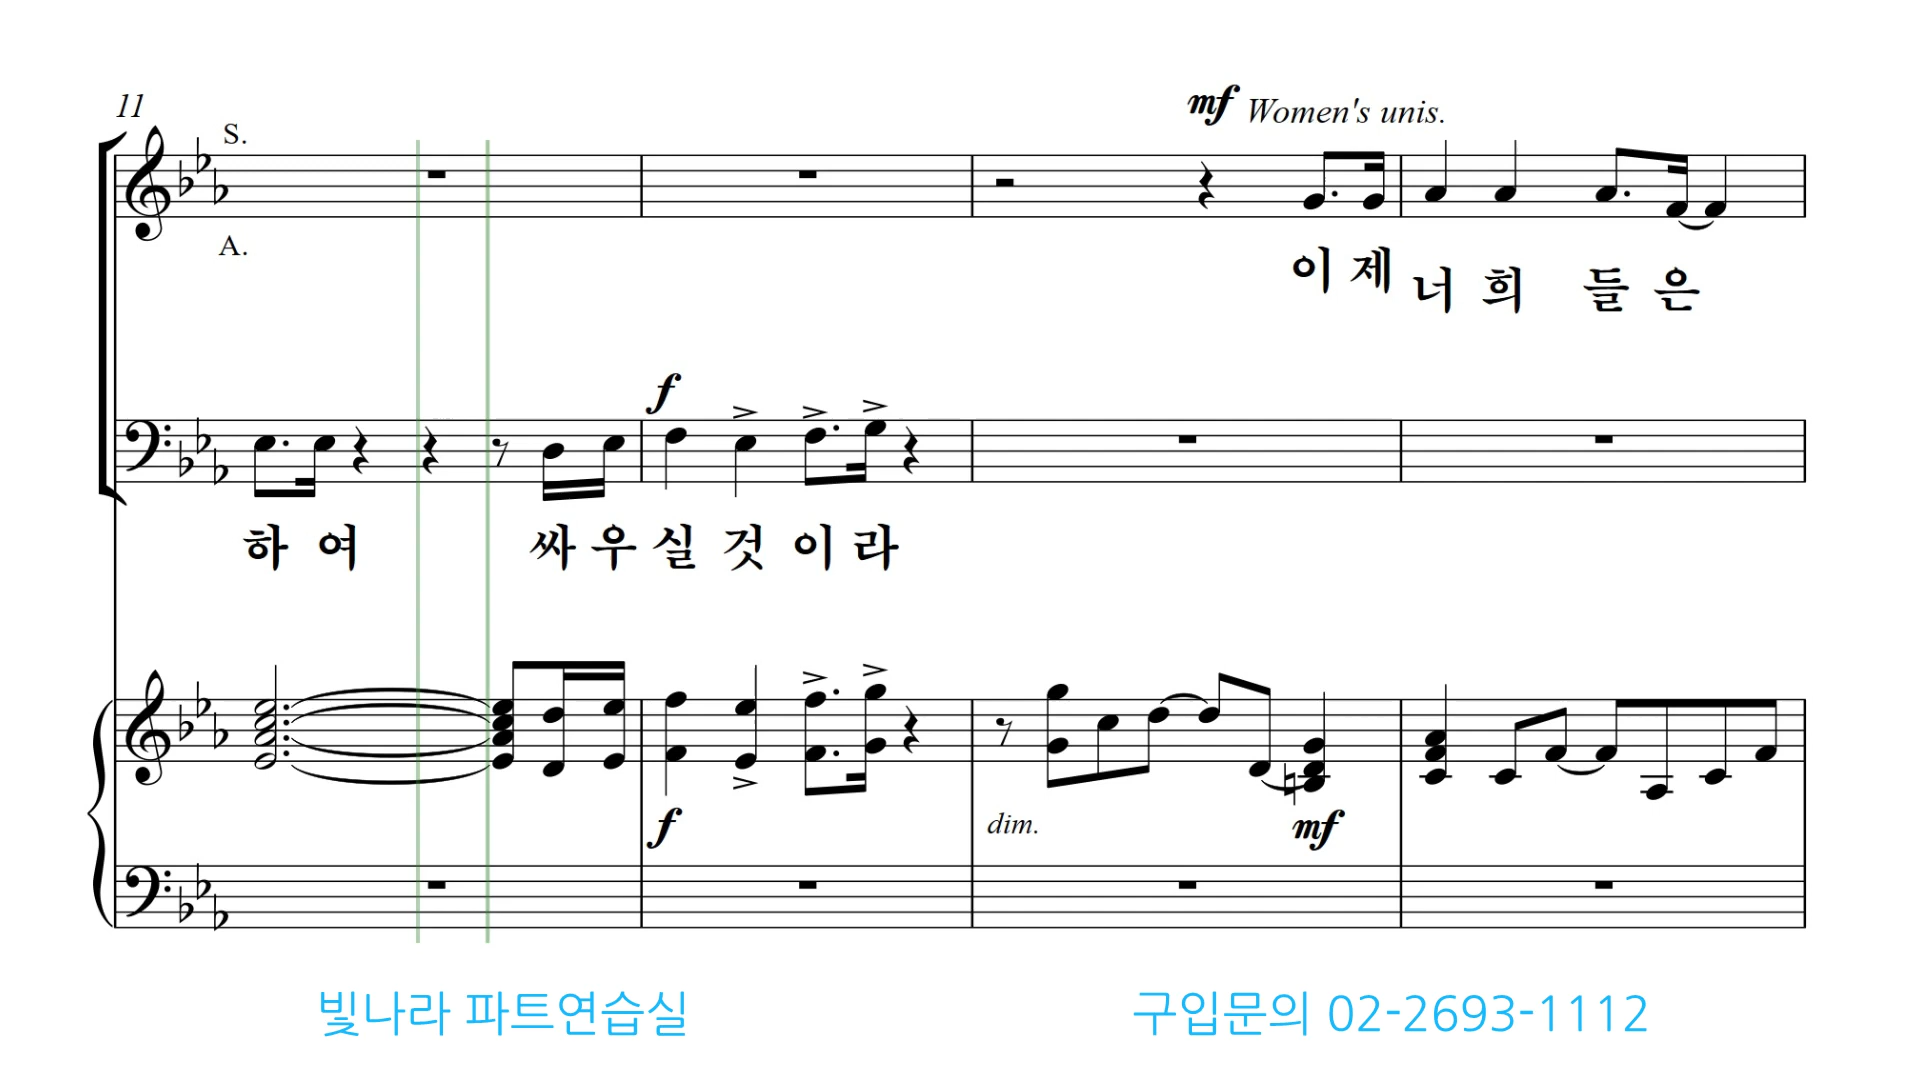 11
S.
mf Women's unis.
A.
이 제 너 희 들 은
f
하 여 싸 우 실 것 이 라
f
dim.
mf
빛나라 파트연습실
구입문의 02-2693-1112